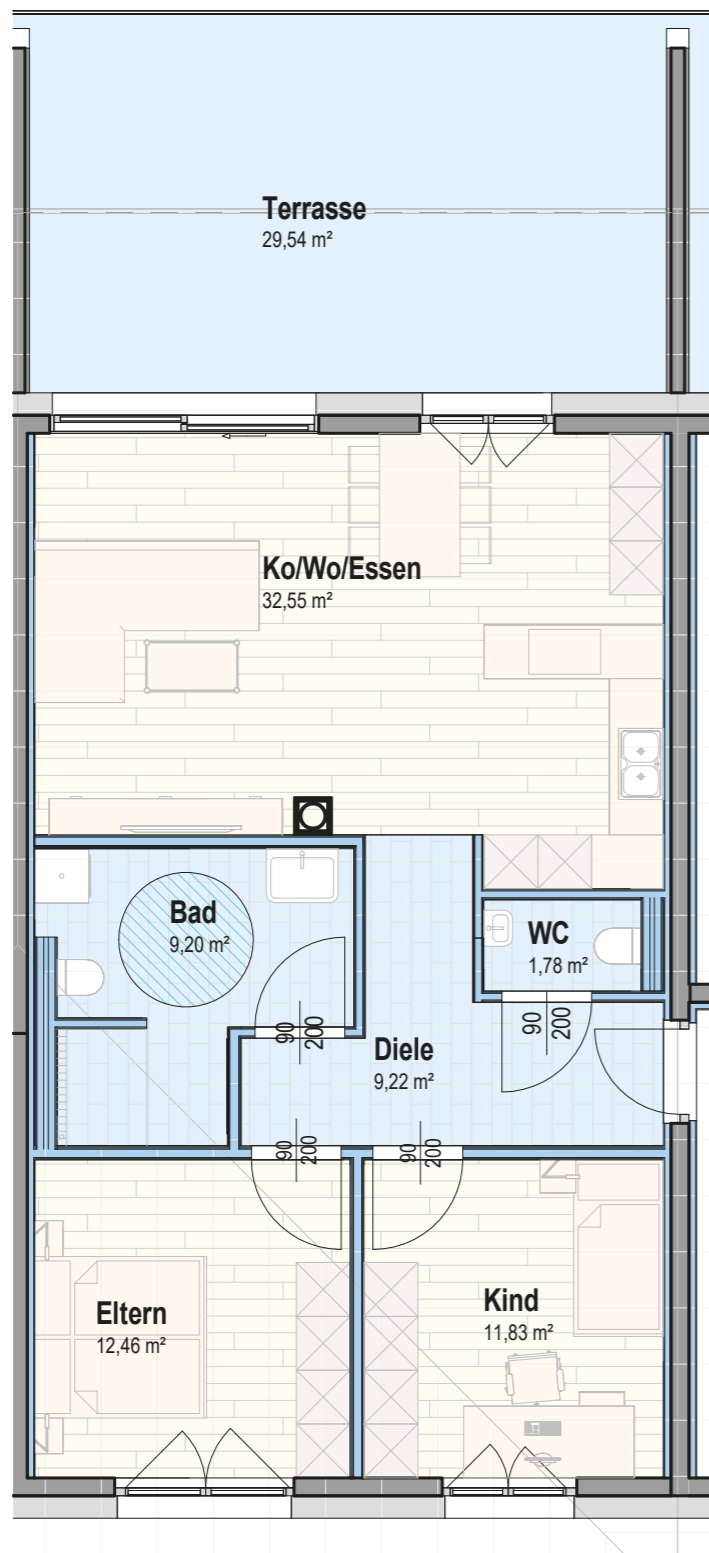 Terrasse
29,54 m²
Ko/Wo/Essen
32,55 m²
Bad
9,20 m²
WC
1,78 m²
90
200
90
200
Diele
9,22 m²
90
200
90
200
Eltern
12,46 m²
Kind
11,83 m²